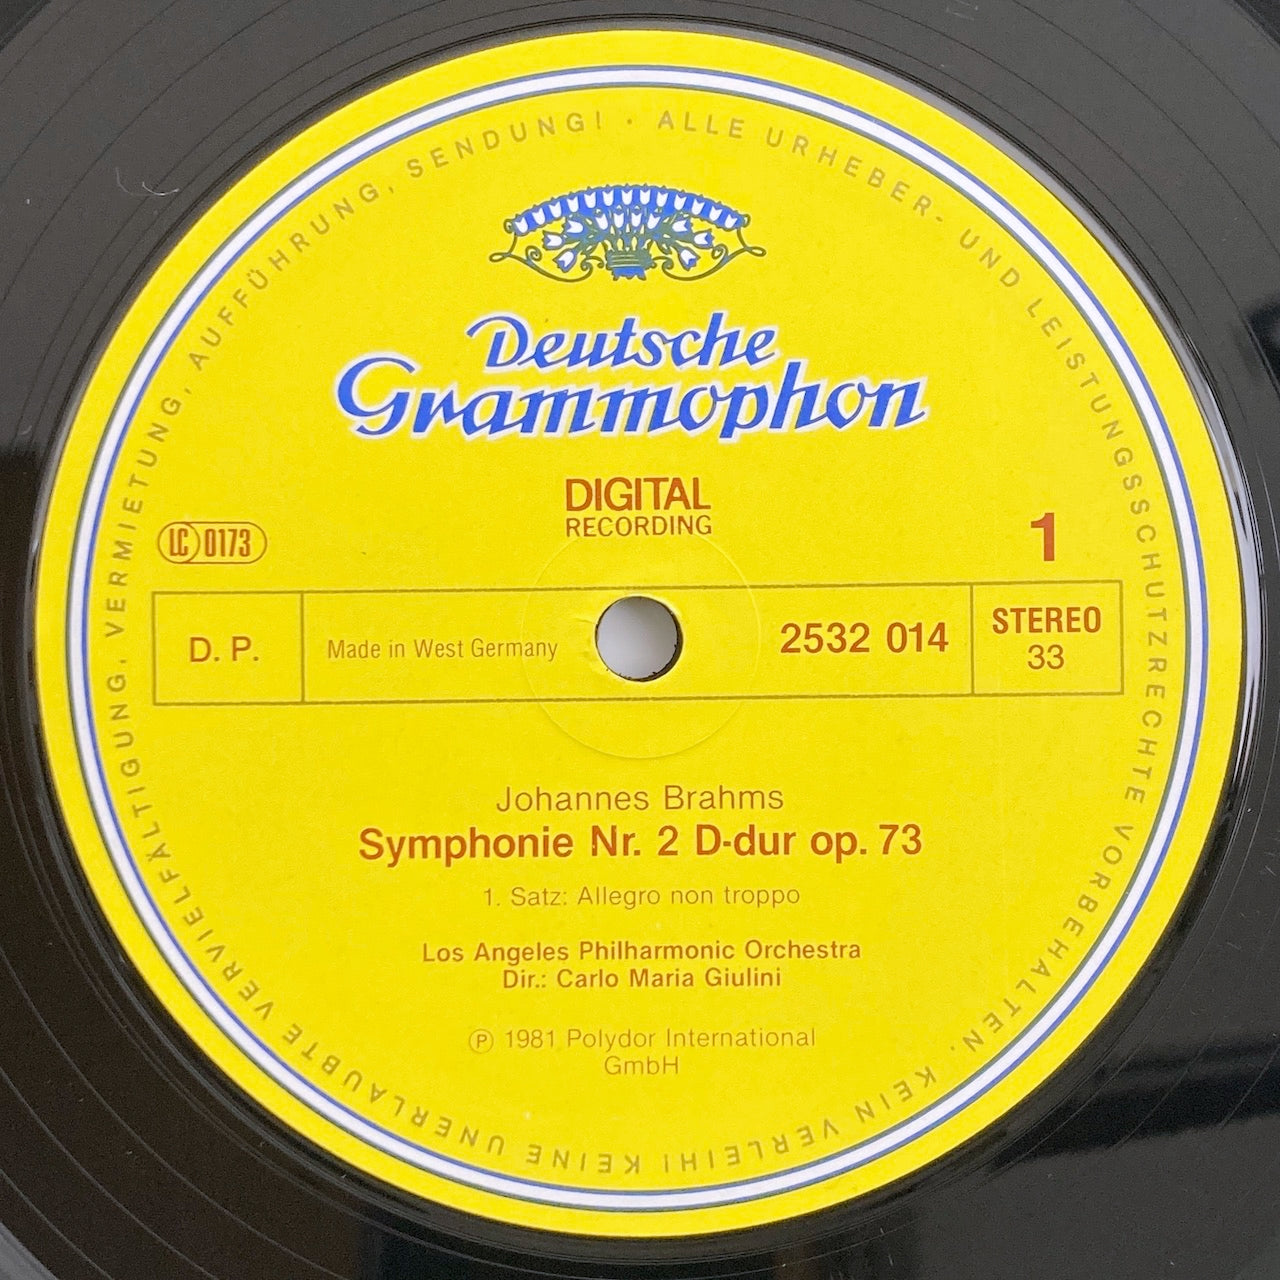 ALLE URHEBER- UND LEISTUNGSSCHUTZRECHTE VORBEHALTEN. KEIN VERLEIH! KEINE UNERLAUBTE VERVIELFÄLTIGUNG, VERMIETUNG, AUFFÜHRUNG, SENDUNG! ·
Deutsche
Grammophon
DIGITAL
RECORDING
LC 0173
1
D. P.
Made in West Germany
2532 014
STEREO
33
Johannes Brahms
Symphonie Nr. 2 D-dur op. 73
1. Satz: Allegro non troppo
Los Angeles Philharmonic Orchestra
Dir.: Carlo Maria Giulini
℗ 1981 Polydor International
GmbH